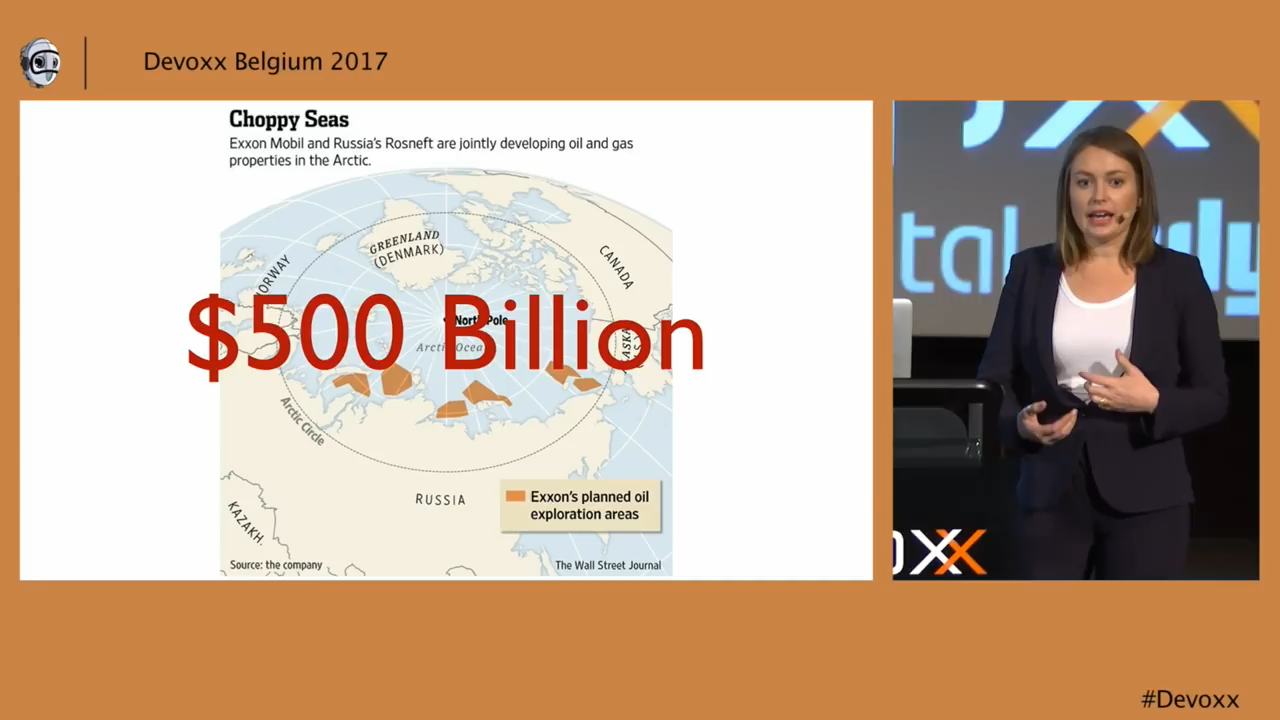 Devoxx Belgium 2017
Choppy Seas
Exxon Mobil and Russia's Rosneft are jointly developing oil and gas
properties in the Arctic.
GREENLAND
(DENMARK)
CANADA
NORWAY
$500 Billion
North Pole
Arctic Ocean
ALASKA
Arctic Circle
RUSSIA
KAZAKH.
Exxon's planned oil
exploration areas
Source: the company
The Wall Street Journal
tal
XX
#Devoxx